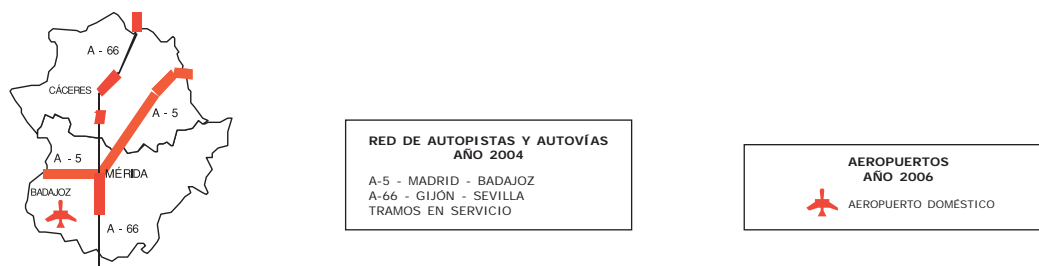 A - 66
CÁCERES
A - 5
A - 5
MÉRIDA
BADAJOZ
A - 66
RED DE AUTOPISTAS Y AUTOVÍAS
AÑO 2004
A-5 - MADRID - BADAJOZ
A-66 - GIJÓN - SEVILLA
TRAMOS EN SERVICIO
AEROPUERTOS
AÑO 2006
AEROPUERTO DOMÉSTICO